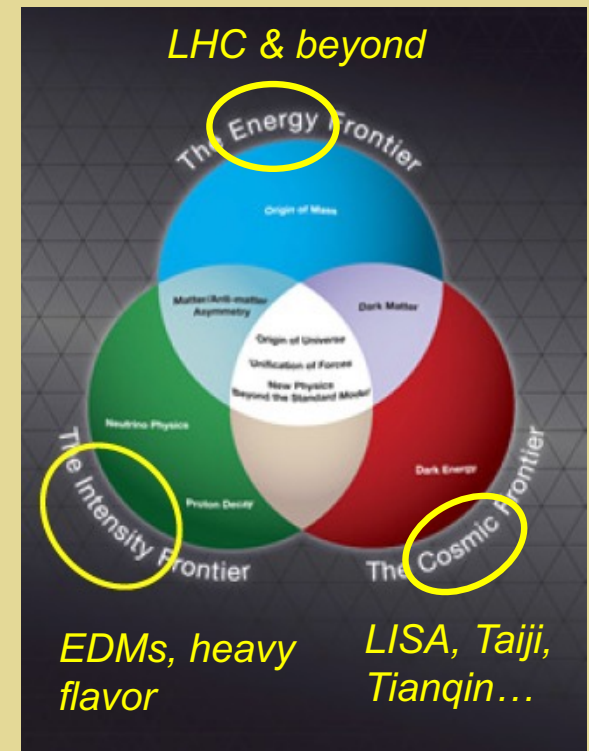 LHC & beyond
The Energy Frontier
Origin of Mass
Matter/Anti-matter
Asymmetry
Dark Matter
Origin of Universe
Unification of Forces
New Physics
Beyond the Standard Model
Neutrino Physics
Proton Decay
Dark Energy
The Intensity Frontier
The Cosmic Frontier
EDMs, heavy
flavor
LISA, Taiji,
Tianqin…